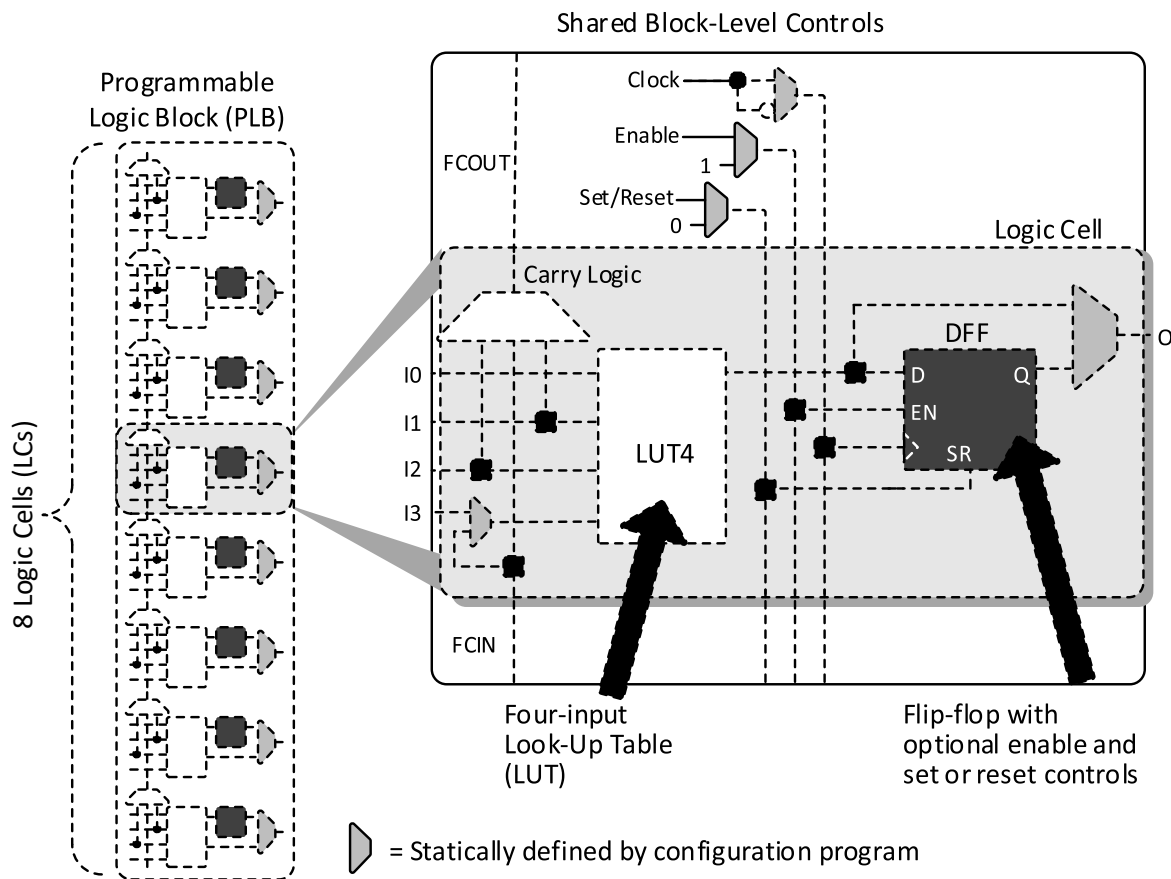 Shared Block-Level Controls
Programmable
Logic Block (PLB)
8 Logic Cells (LCs)
Clock
Enable
1
Set/Reset
0
FCOUT
Logic Cell
Carry Logic
I0
I1
I2
I3
LUT4
DFF
D
Q
EN
SR
O
FCIN
Four-input
Look-Up Table
(LUT)
Flip-flop with
optional enable and
set or reset controls
= Statically defined by configuration program